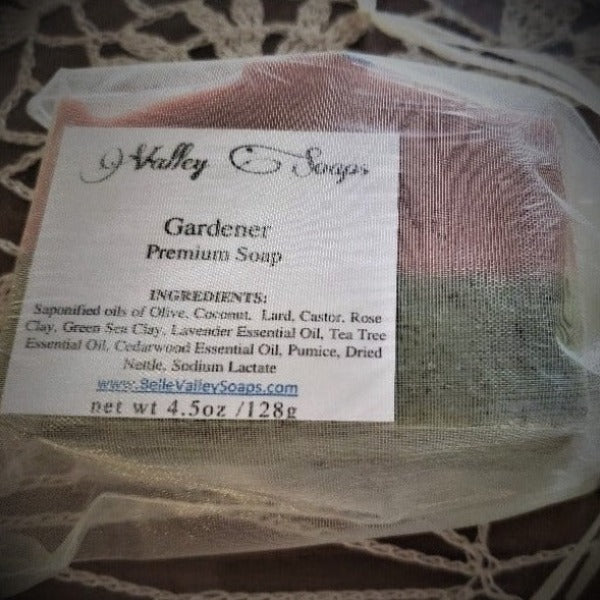 Valley Soaps
Gardener
Premium Soap
INGREDIENTS:
Saponified oils of Olive, Coconut, Lard, Castor, Rose
Clay, Green Sea Clay, Lavender Essential Oil, Tea Tree
Essential Oil, Cedarwood Essential Oil, Pumice, Dried
Nettle, Sodium Lactate
www.BelleValleySoaps.com
net wt 4.5oz /128g